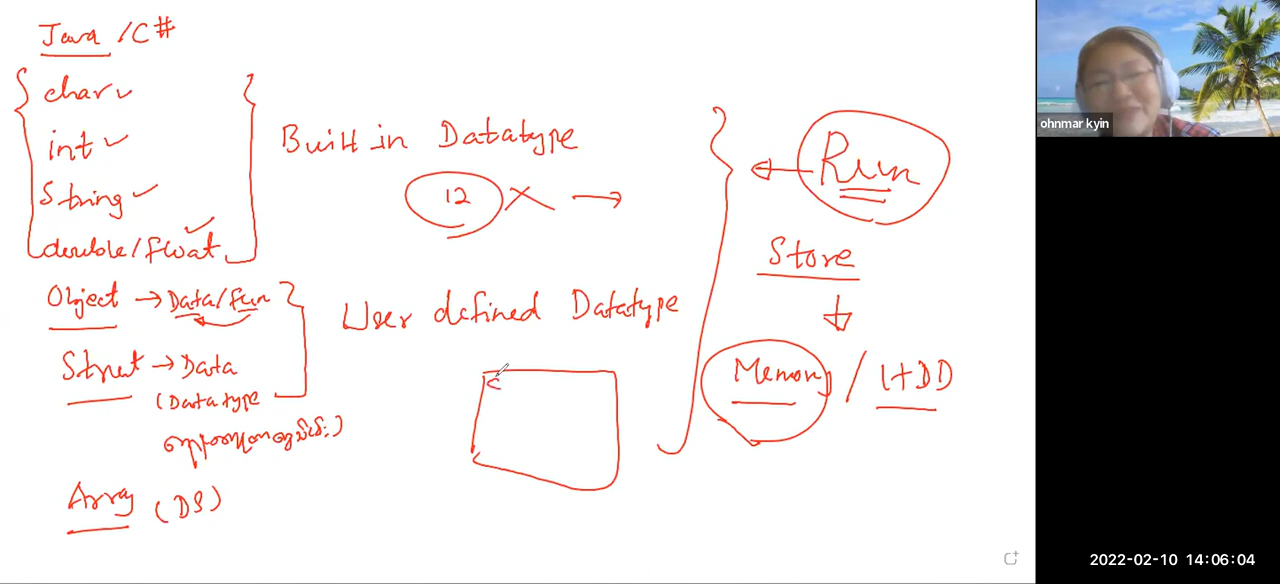 Java /C#
char
int
String
double/float
Built in Datatype
12
Object → Data/fun
Struct → Data
(Datatype
User defined Datatype
Array (DS)
Run
Store
Memory / HDD
ohnmar kyin
2022-02-10 14:06:04